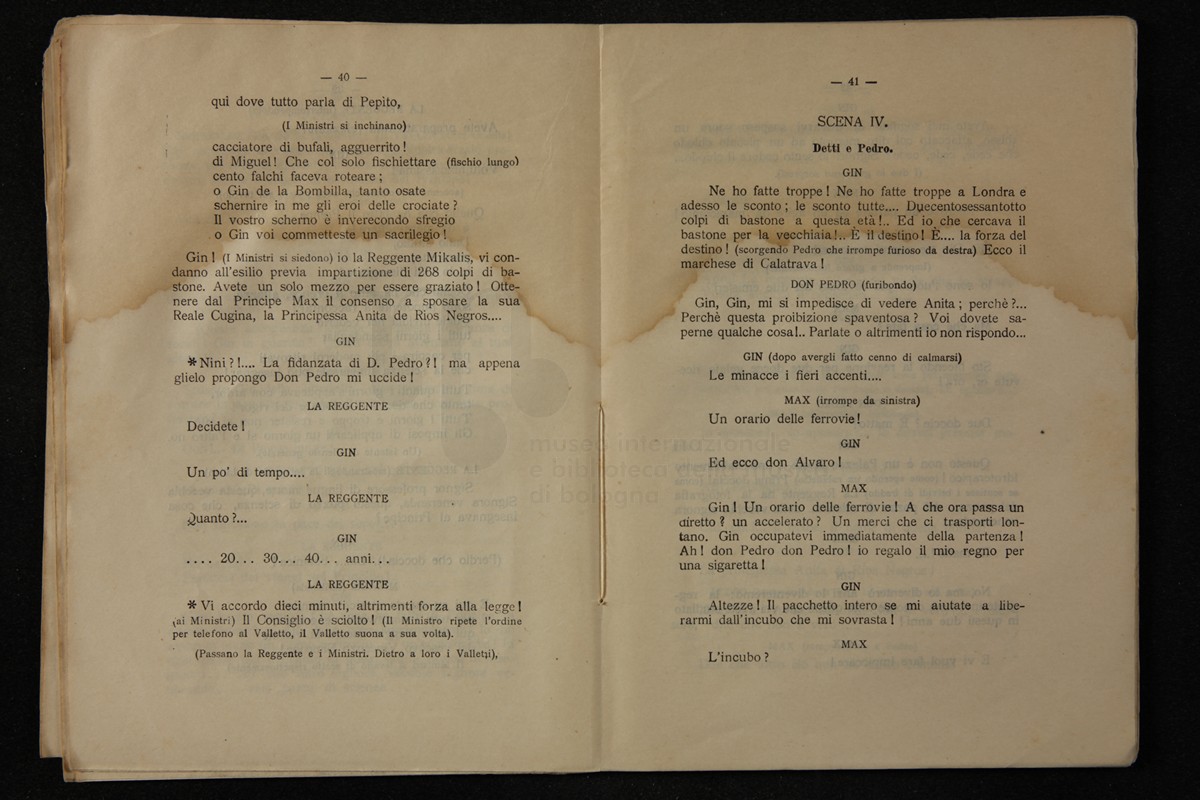 — 40 —
qui dove tutto parla di Pepìto,
(I Ministri si inchinano)
cacciatore di bufali, agguerrito !
di Miguel ! Che col solo fischiettare (fischio lungo)
cento falchi faceva roteare ;
o Gin de la Bombilla, tanto osate
schernire in me gli eroi delle crociate ?
Il vostro scherno è inverecondo sfregio
o Gin voi commetteste un sacrilegio !
Gin ! (I Ministri si siedono) io la Reggente Mikalis, vi con-
danno all'esilio previa impartizione di 268 colpi di ba-
stone. Avete un solo mezzo per essere graziato ! Otte-
nere dal Principe Max il consenso a sposare la sua
Reale Cugina, la Principessa Anita de Rios Negros....
GIN
* Nini ? !.... La fidanzata di D. Pedro ? ! ma appena
glielo propongo Don Pedro mi uccide !
LA REGGENTE
Decidete !
GIN
Un po' di tempo....
LA REGGENTE
Quanto ?...
GIN
.... 20... 30... 40... anni...
LA REGGENTE
* Vi accordo dieci minuti, altrimenti forza alla legge !
(ai Ministri) Il Consiglio è sciolto ! (Il Ministro ripete l'ordine
per telefono al Valletto, il Valletto suona a sua volta).
(Passano la Reggente e i Ministri. Dietro a loro i Valletti),
— 41 —
SCENA IV.
Detti e Pedro.
GIN
Ne ho fatte troppe ! Ne ho fatte troppe a Londra e
adesso le sconto ; le sconto tutte.... Duecentosessantotto
colpi di bastone a questa età !.. Ed io che cercava il
bastone per la vecchiaia !.. È il destino ! È.... la forza del
destino ! (scorgendo Pedro che irrompe furioso da destra) Ecco il
marchese di Calatrava !
DON PEDRO (furibondo)
Gin, Gin, mi si impedisce di vedere Anita ; perchè ?...
Perchè questa proibizione spaventosa ? Voi dovete sa-
perne qualche cosa!.. Parlate o altrimenti io non rispondo...
GIN (dopo avergli fatto cenno di calmarsi)
Le minacce i fieri accenti....
MAX (irrompe da sinistra)
Un orario delle ferrovie !
GIN
Ed ecco don Alvaro !
MAX
Gin ! Un orario delle ferrovie ! A che ora passa un
diretto ? un accelerato ? Un merci che ci trasporti lon-
tano. Gin occupatevi immediatamente della partenza !
Ah ! don Pedro don Pedro ! io regalo il mio regno per
una sigaretta !
GIN
Altezze ! Il pacchetto intero se mi aiutate a libe-
rarmi dall'incubo che mi sovrasta !
MAX
L'incubo ?
museo internazionale
e biblioteca della musica
di bologna